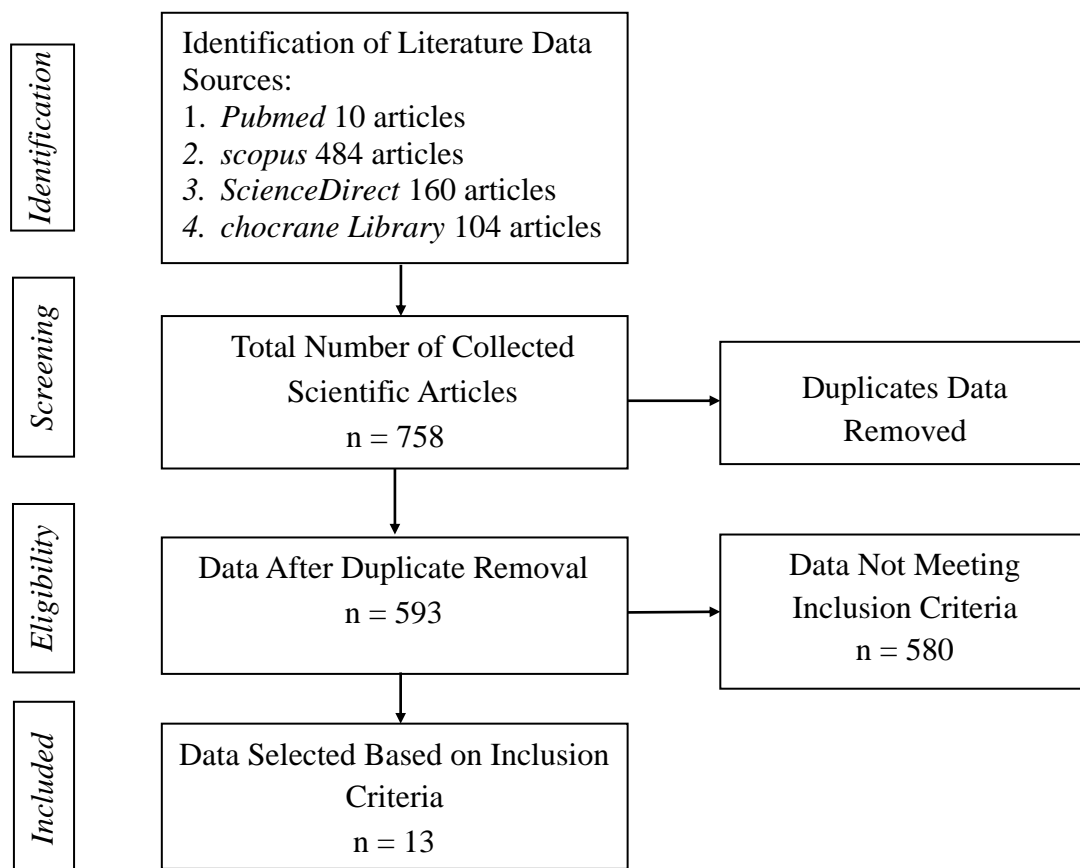 Identification
Identification of Literature Data
Sources:
1. Pubmed 10 articles
2. scopus 484 articles
3. ScienceDirect 160 articles
4. chocrane Library 104 articles
Screening
Total Number of Collected
Scientific Articles
n = 758
Duplicates Data
Removed
Eligibility
Data After Duplicate Removal
n = 593
Data Not Meeting
Inclusion Criteria
n = 580
Included
Data Selected Based on Inclusion
Criteria
n = 13